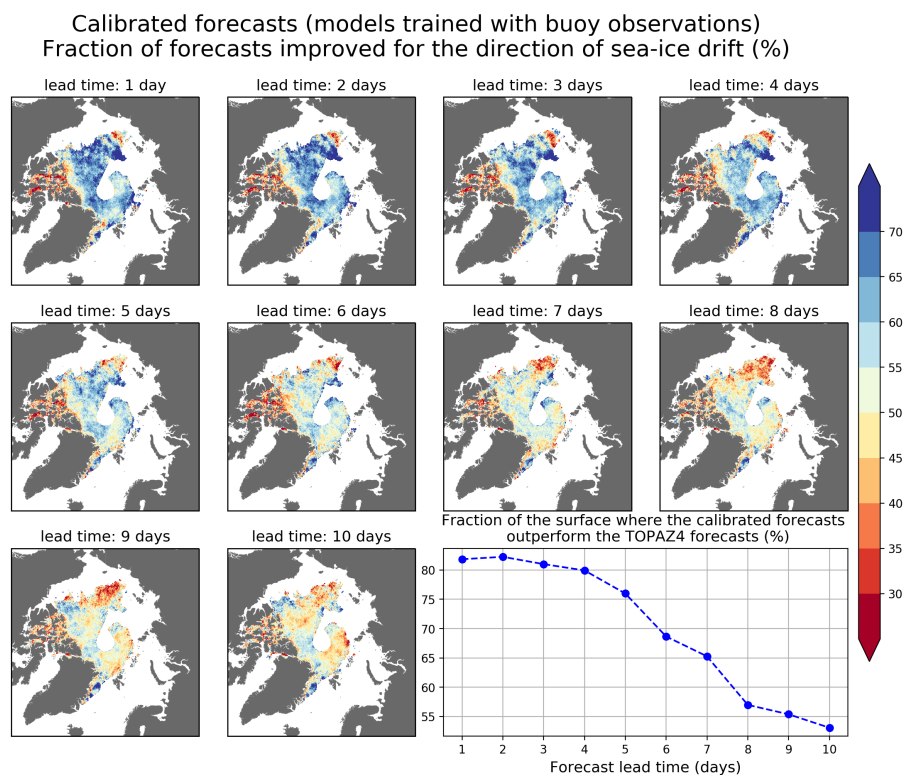 Calibrated forecasts (models trained with buoy observations)
Fraction of forecasts improved for the direction of sea-ice drift (%)
lead time: 1 day
lead time: 2 days
lead time: 3 days
lead time: 4 days
lead time: 5 days
lead time: 6 days
lead time: 7 days
lead time: 8 days
lead time: 9 days
lead time: 10 days
70
65
60
55
50
45
40
35
30
Fraction of the surface where the calibrated forecasts
outperform the TOPAZ4 forecasts (%)
80
75
70
65
60
55
1 2 3 4 5 6 7 8 9 10
Forecast lead time (days)